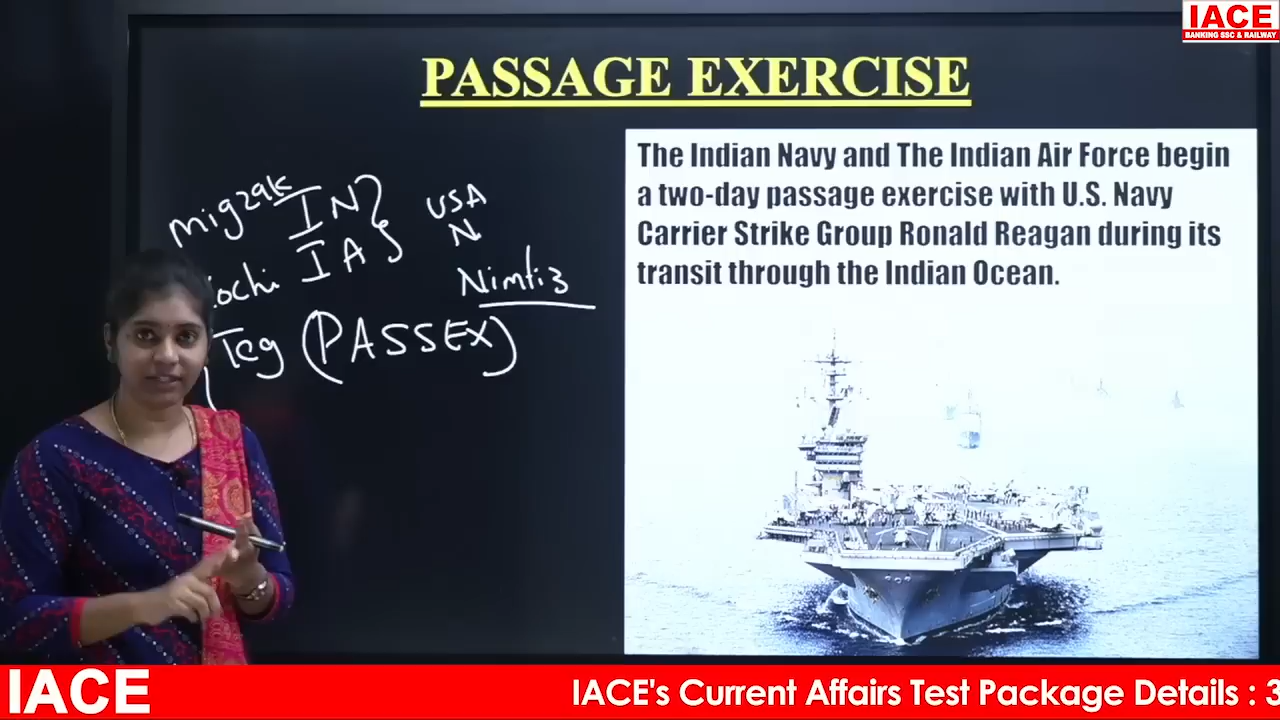 IACE
BANKING SSC & RAILWAY
PASSAGE EXERCISE
The Indian Navy and The Indian Air Force begin
a two-day passage exercise with U.S. Navy
Carrier Strike Group Ronald Reagan during its
transit through the Indian Ocean.
mig29k
IN
IA
USA
N
ochi
Nimtiz
Teg (PASSEX)
IACE
IACE's Current Affairs Test Package Details : 3